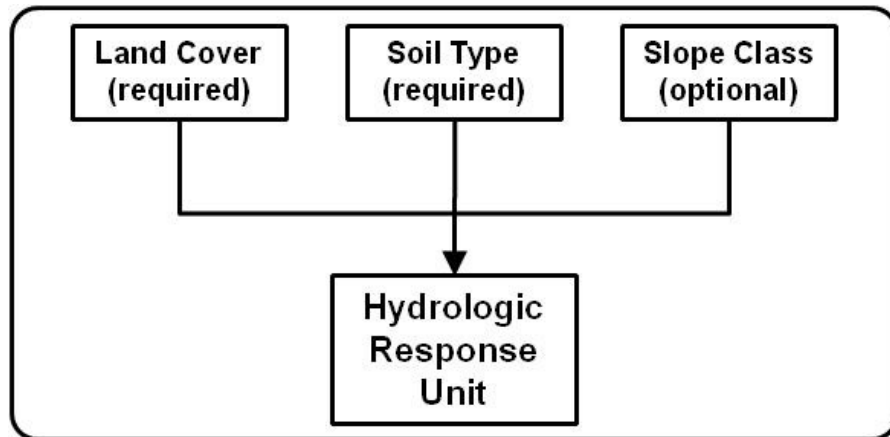 Land Cover
(required)
Soil Type
(required)
Slope Class
(optional)
Hydrologic
Response
Unit